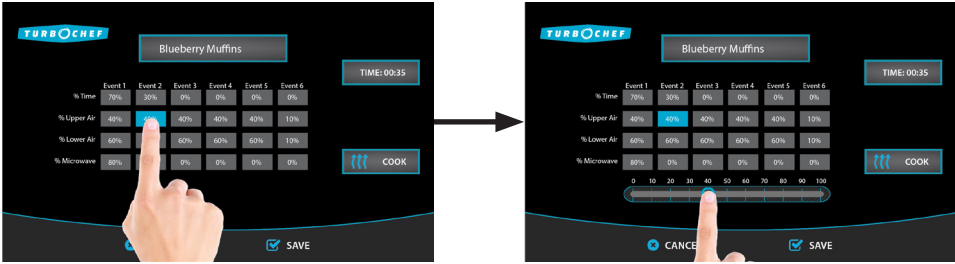 TURBOCHEF
Blueberry Muffins
TIME: 00:35
Event 1 Event 2 Event 3 Event 4 Event 5 Event 6
% Time 70% 30% 0% 0% 0% 0%
% Upper Air 40% 40% 40% 40% 10%
% Lower Air 60% 60% 60% 60% 10%
% Microwave 80% 0% 0% 0% 0%
COOK
SAVE
TURBOCHEF
Blueberry Muffins
TIME: 00:35
Event 1 Event 2 Event 3 Event 4 Event 5 Event 6
% Time 70% 30% 0% 0% 0% 0%
% Upper Air 40% 40% 40% 40% 40% 10%
% Lower Air 60% 60% 60% 60% 60% 10%
% Microwave 80% 0% 0% 0% 0% 0%
COOK
0 10 20 30 40 50 60 70 80 90 100
CANCE
SAVE